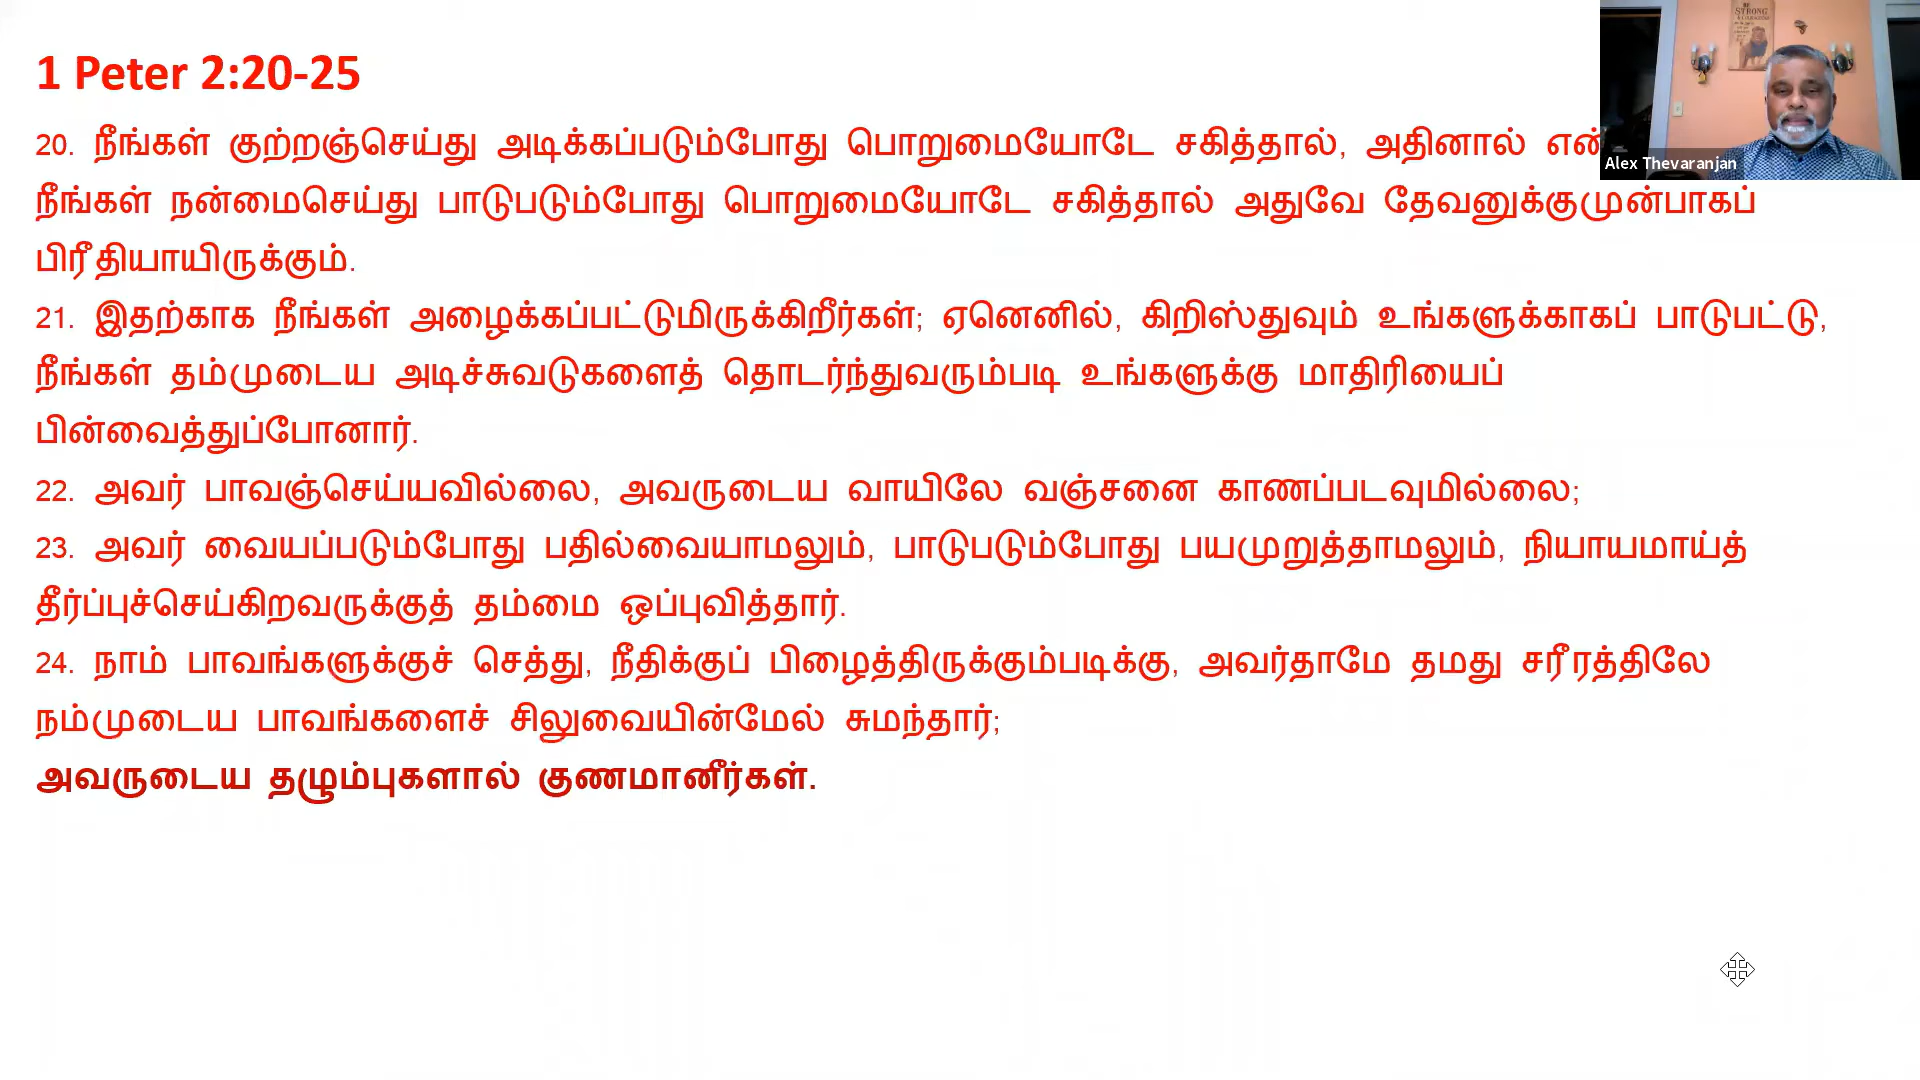 1 Peter 2:20-25
20. நீங்கள் குற்றஞ்செய்து அடிக்கப்படும்போது பொறுமையோடே சகித்தால், அதினால்
நீங்கள் நன்மைசெய்து பாடுபடும்போது பொறுமையோடே சகித்தால் அதுவே தேவனுக்குமுன்பாகப்
பிரீதியாயிருக்கும்.
21. இதற்காக நீங்கள் அழைக்கப்பட்டுமிருக்கிறீர்கள்; ஏனெனில், கிறிஸ்துவும் உங்களுக்காகப் பாடுபட்டு,
நீங்கள் தம்முடைய அடிச்சுவடுகளைத் தொடர்ந்துவரும்படி உங்களுக்கு மாதிரியைப்
பின்வைத்துப்போனார்.
22. அவர் பாவஞ்செய்யவில்லை, அவருடைய வாயிலே வஞ்சனை காணப்படவுமில்லை;
23. அவர் வையப்படும்போது பதில்வையாமலும், பாடுபடும்போது பயமுறுத்தாமலும், நியாயமாய்த்
தீர்ப்புச்செய்கிறவருக்குத் தம்மை ஒப்புவித்தார்.
24. நாம் பாவங்களுக்குச் செத்து, நீதிக்குப் பிழைத்திருக்கும்படிக்கு, அவர்தாமே தமது சரீரத்திலே
நம்முடைய பாவங்களைச் சிலுவையின்மேல் சுமந்தார்;
அவருடைய தழும்புகளால் குணமானீர்கள்.
STRONG
Alex Thevaranjan